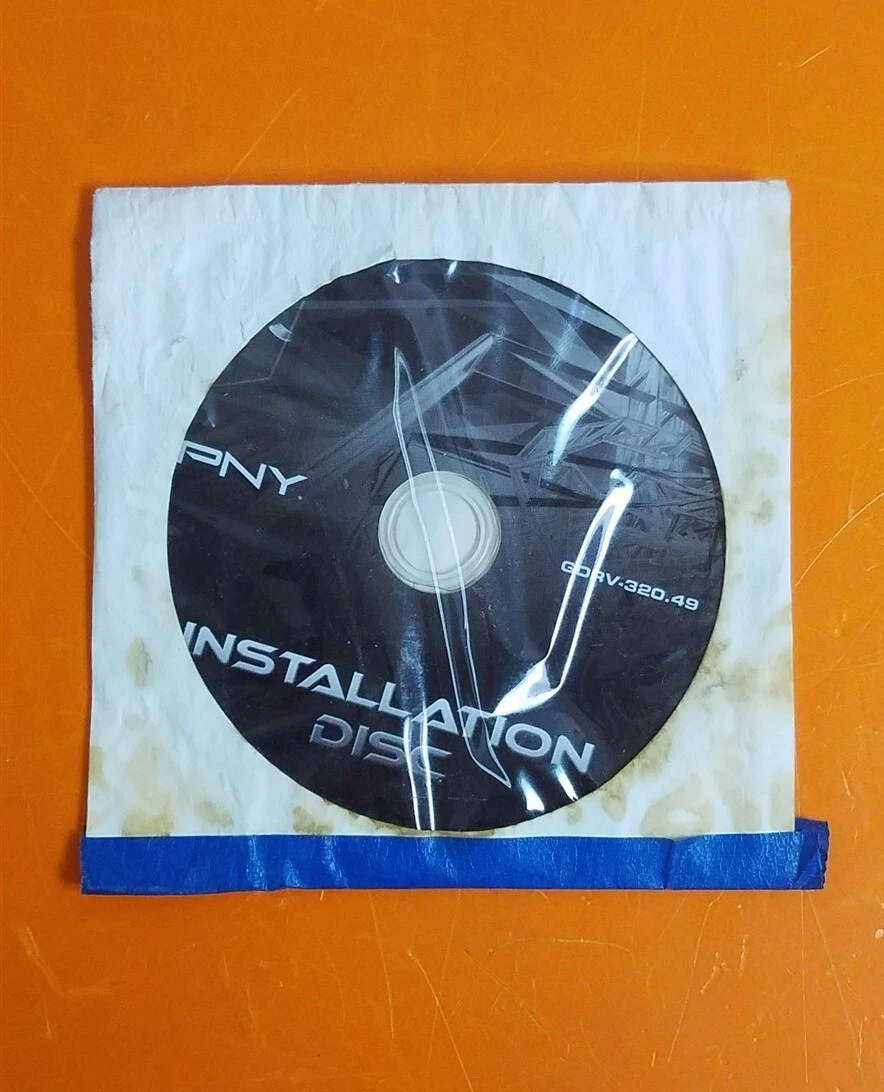 PNY
GDRV-320.49
INSTALLATION
DISC